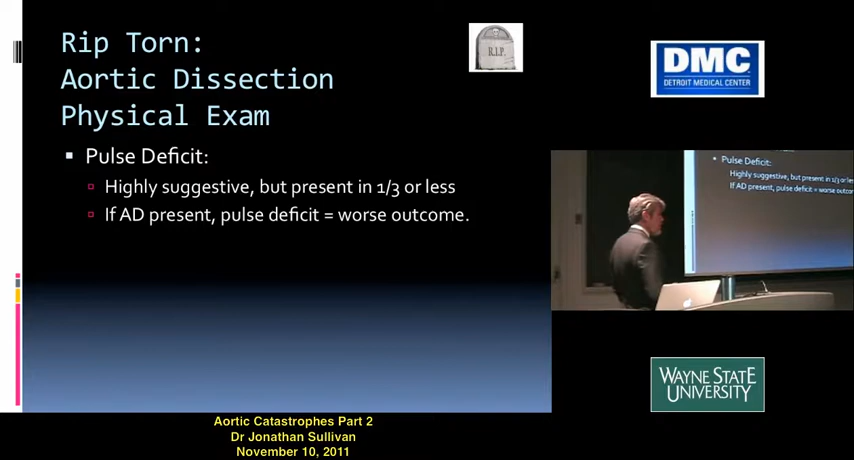 Rip Torn:
Aortic Dissection
Physical Exam
R.I.P.
Pulse Deficit:
Highly suggestive, but present in 1/3 or less
If AD present, pulse deficit = worse outcome.
DMC
DETROIT MEDICAL CENTER
Pulse Deficit:
Highly suggestive, but present in 1/3 or les
If AD present, pulse deficit = worse outco
WAYNE STATE
UNIVERSITY
Aortic Catastrophes Part 2
Dr Jonathan Sullivan
November 10, 2011